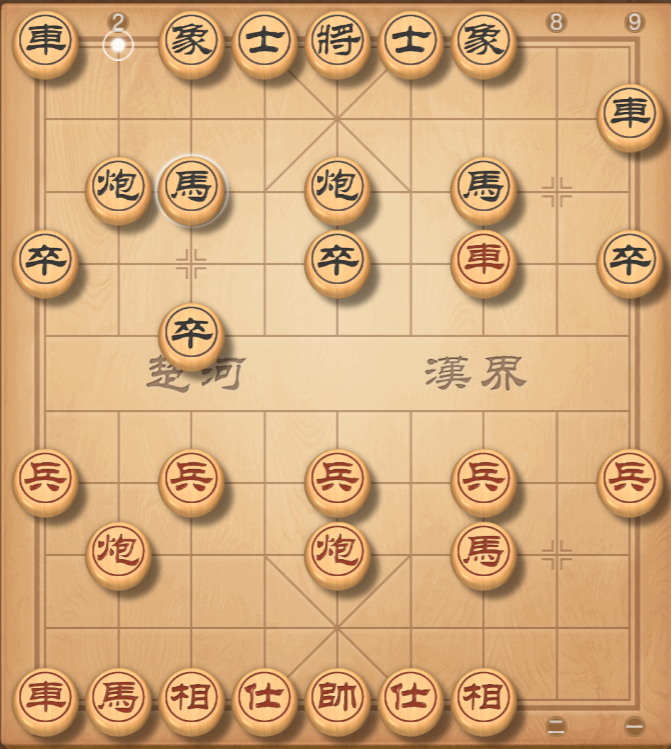 2 8 9
車 象 士 將 士 象
車
炮 馬 炮 馬
卒 卒 車 卒
卒
楚河 漢界
兵 兵 兵 兵 兵
炮 炮 馬
車 馬 相 仕 帥 仕 相
二 一